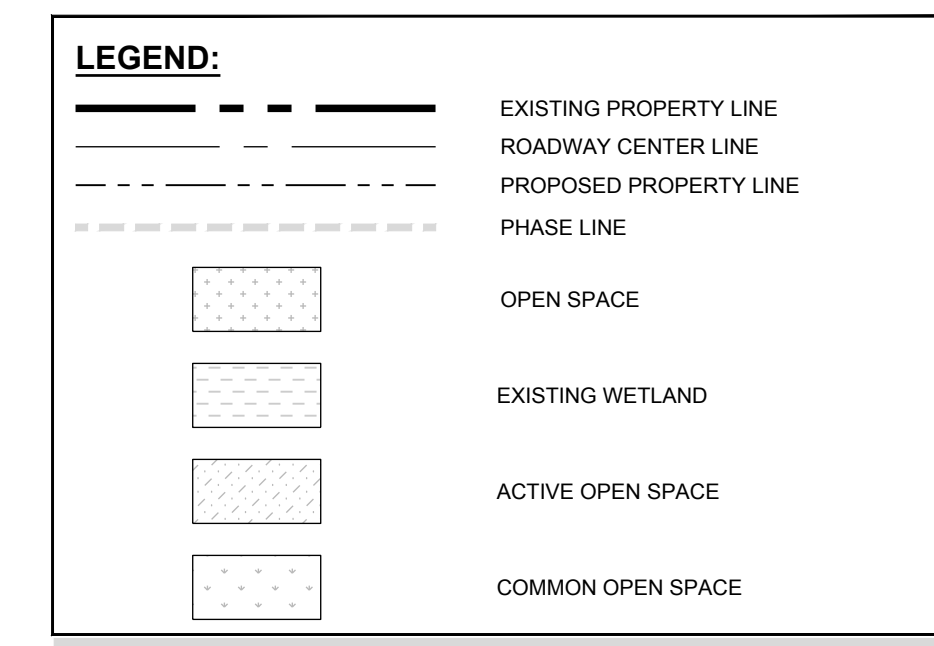 LEGEND:
EXISTING PROPERTY LINE
ROADWAY CENTER LINE
PROPOSED PROPERTY LINE
PHASE LINE
OPEN SPACE
EXISTING WETLAND
ACTIVE OPEN SPACE
COMMON OPEN SPACE